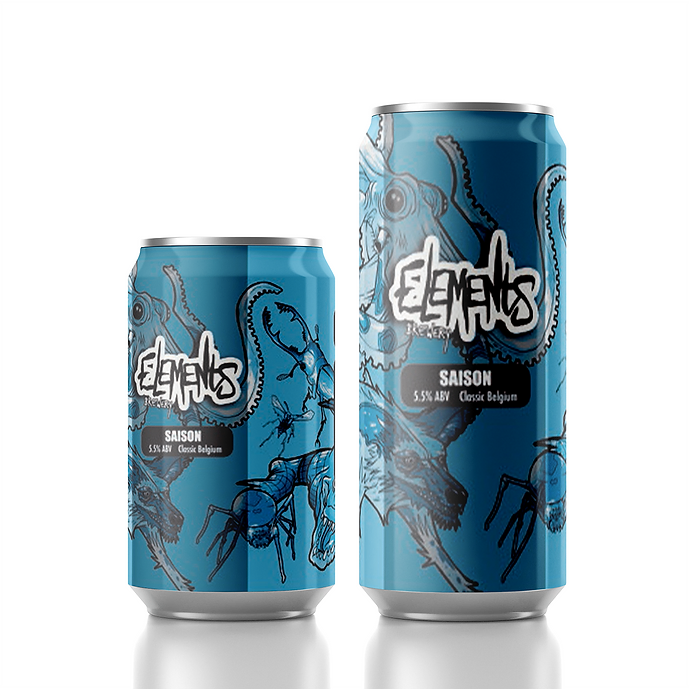 ELEMENTS
BREWERY
SAISON
5.5% ABV Classic Belgium
ELEMENTS
BREWERY
SAISON
5.5% ABV Classic Belgium